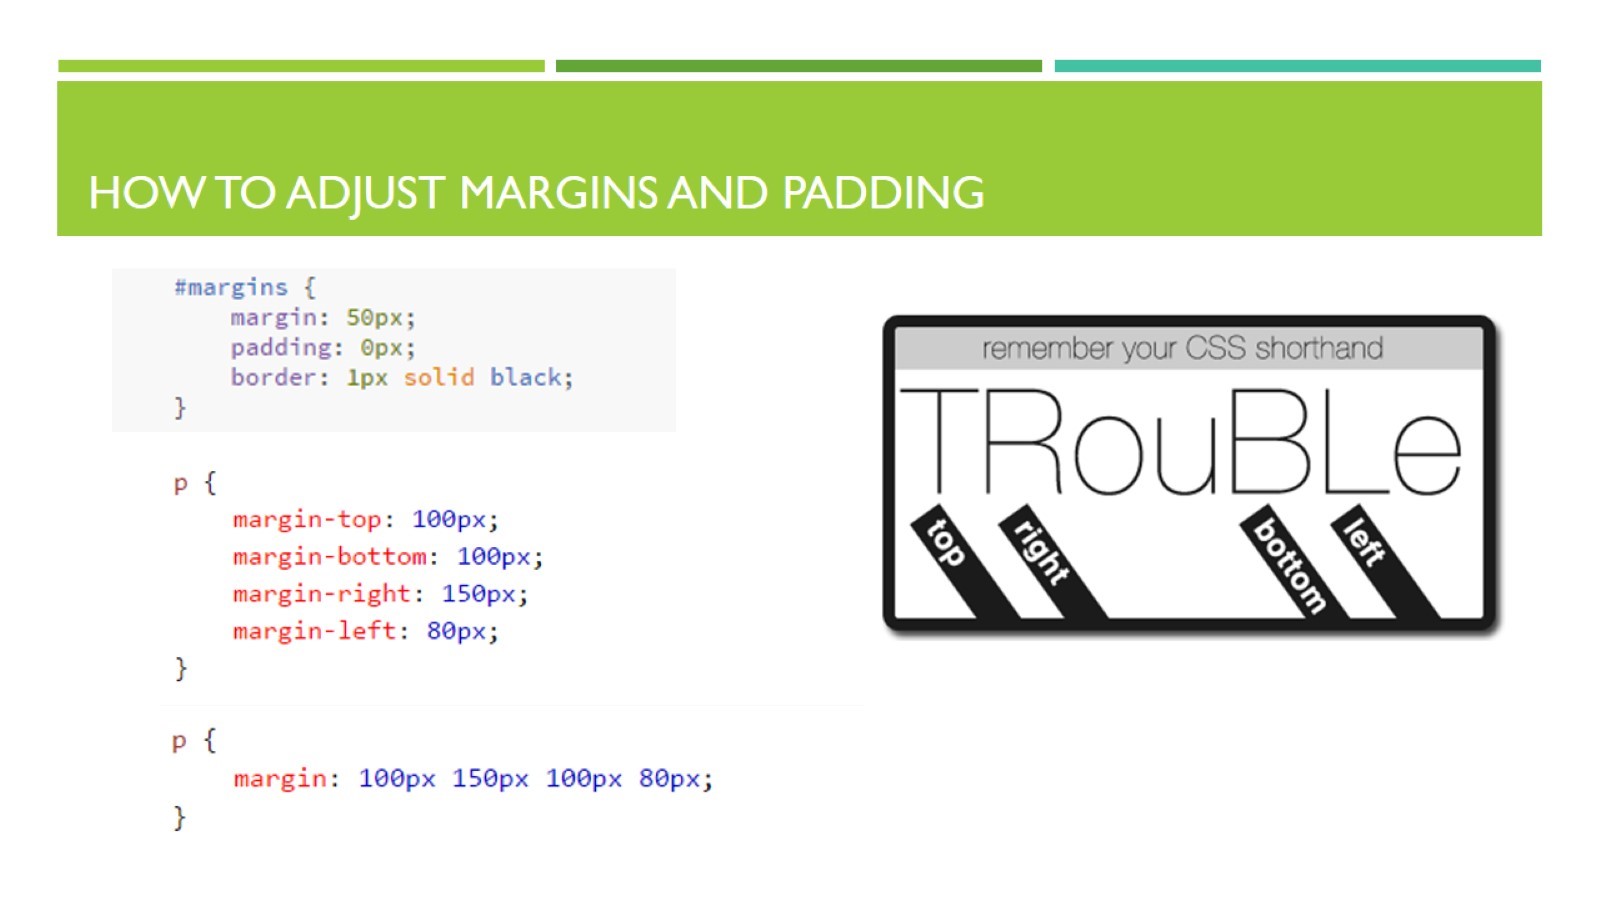 HOW TO ADJUST MARGINS AND PADDING
#margins {
margin: 50px;
padding: 0px;
border: 1px solid black;
}
p {
margin-top: 100px;
margin-bottom: 100px;
margin-right: 150px;
margin-left: 80px;
}
p {
margin: 100px 150px 100px 80px;
}
remember your CSS shorthand
TRouBLe
top
right
bottom
left